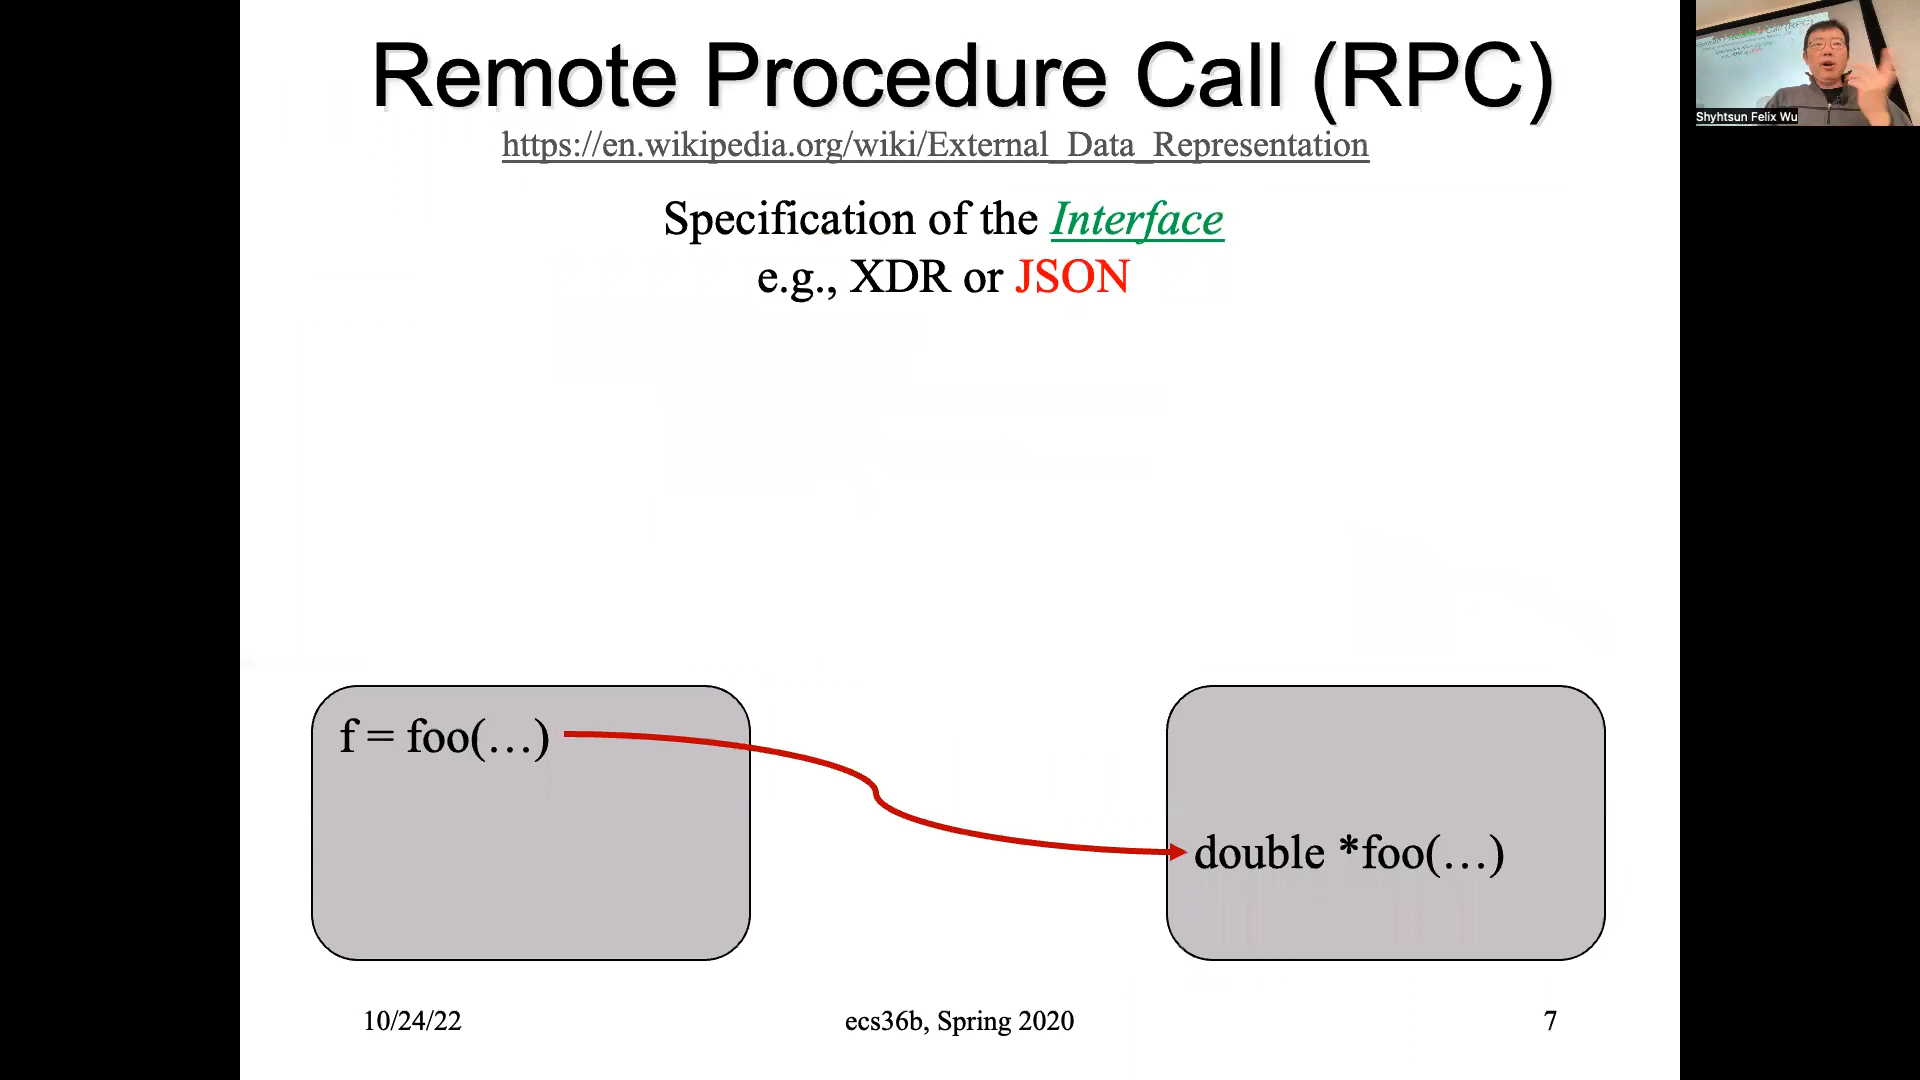 Remote Procedure Call (RPC)
https://en.wikipedia.org/wiki/External_Data_Representation
Specification of the Interface
e.g., XDR or JSON
f = foo(…)
double *foo(…)
10/24/22
ecs36b, Spring 2020
7
Shyhtsun Felix Wu